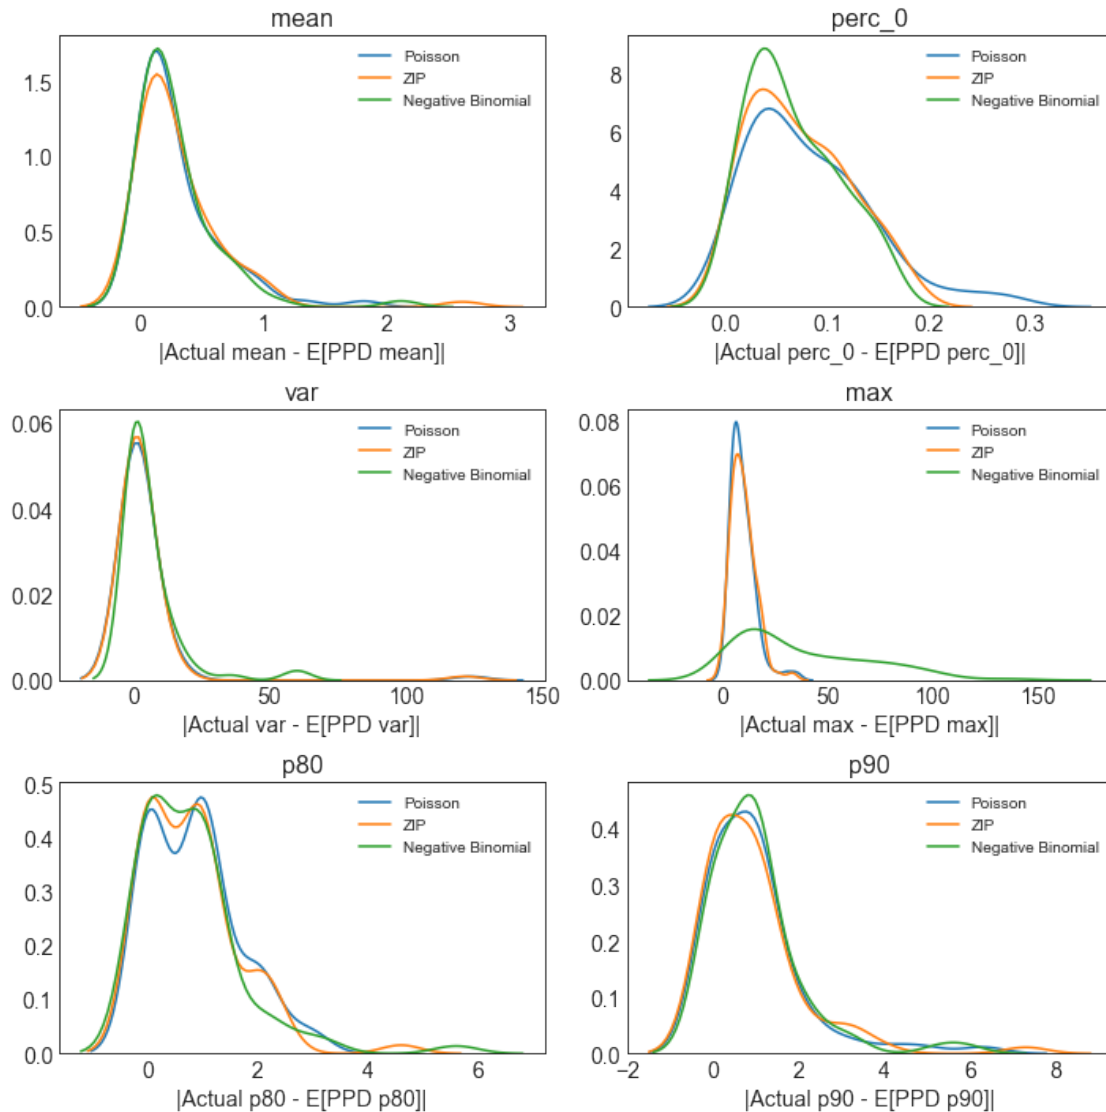 mean
1.5
1.0
0.5
0.0
0
1
2
3
Poisson
ZIP
Negative Binomial
|Actual mean - E[PPD mean]|
perc_0
8
6
4
2
0
0.0
0.1
0.2
0.3
Poisson
ZIP
Negative Binomial
|Actual perc_0 - E[PPD perc_0]|
var
0.06
0.04
0.02
0.00
0
50
100
150
Poisson
ZIP
Negative Binomial
|Actual var - E[PPD var]|
max
0.08
0.06
0.04
0.02
0.00
0
50
100
150
Poisson
ZIP
Negative Binomial
|Actual max - E[PPD max]|
p80
0.5
0.4
0.3
0.2
0.1
0.0
0
2
4
6
Poisson
ZIP
Negative Binomial
|Actual p80 - E[PPD p80]|
p90
0.4
0.3
0.2
0.1
0.0
−2
0
2
4
6
8
Poisson
ZIP
Negative Binomial
|Actual p90 - E[PPD p90]|